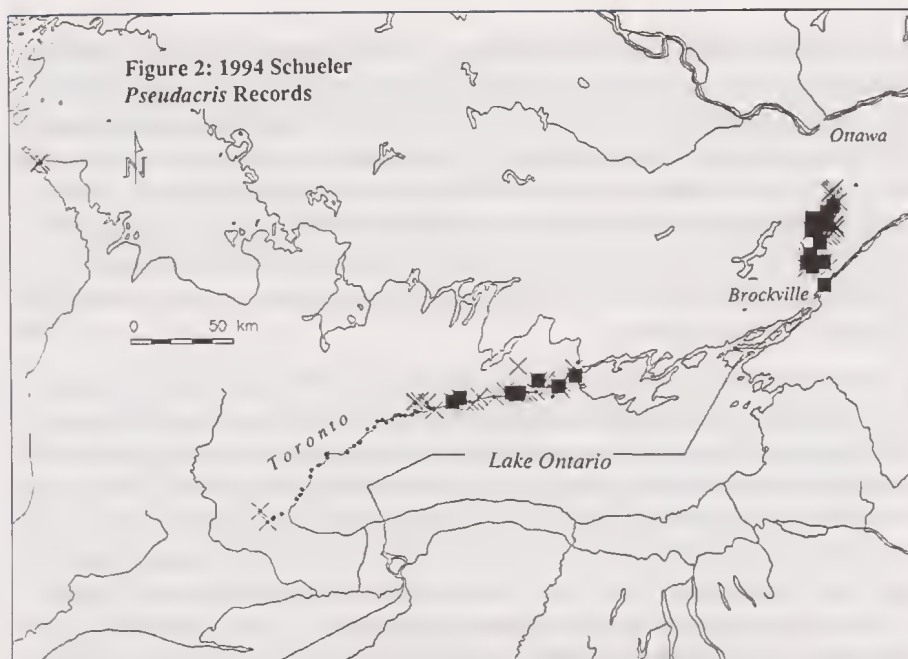 Figure 2: 1994 Schueler
Pseudacris Records
N
Ottawa
Brockville
0 50 km
Toronto
Lake Ontario